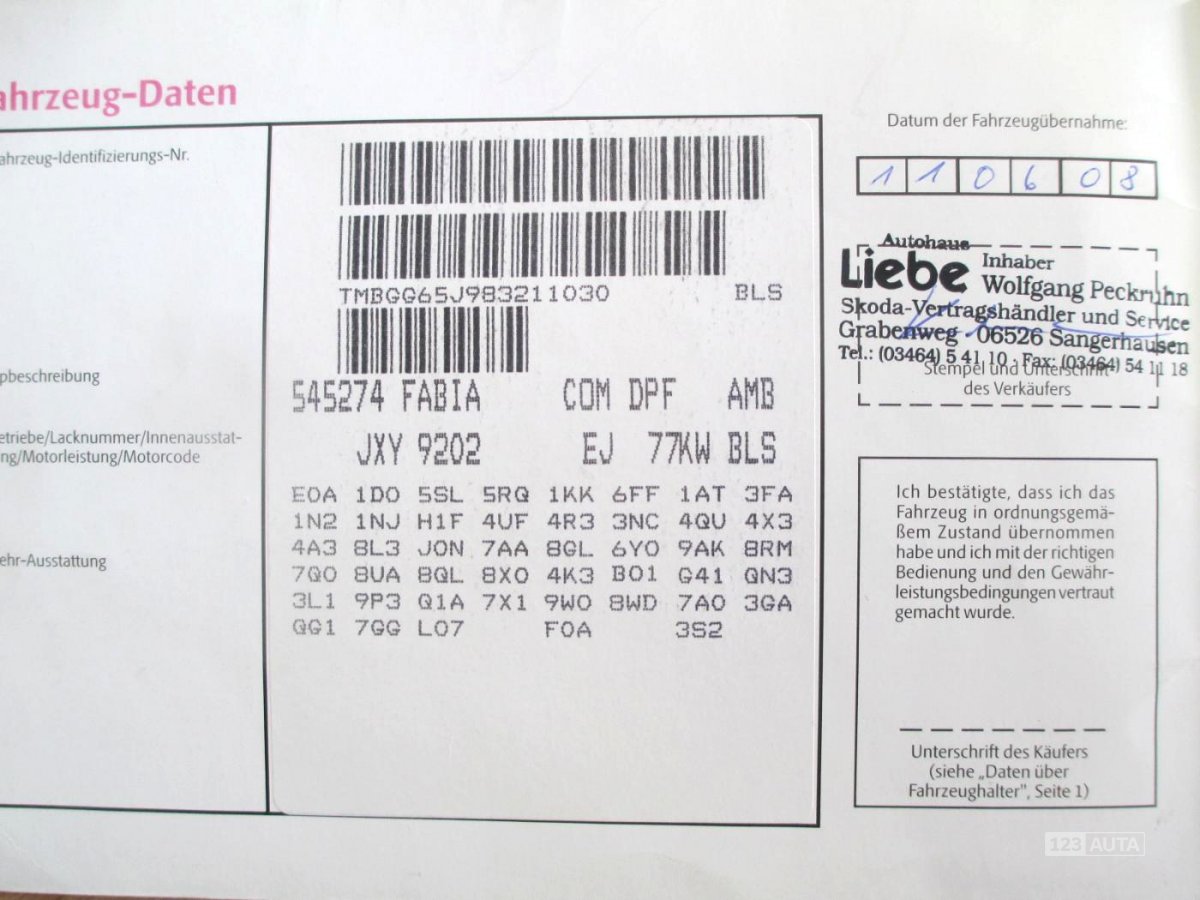 ahrzeug-Daten
ahrzeug-Identifizierungs-Nr.
TMBGG65J983211030 BLS
pbeschreibung
545274 FABIA COM DPF AMB
etriebe/Lacknummer/Innenausstat-
ng/Motorleistung/Motorcode
JXY 9202 EJ 77KW BLS
ehr-Ausstattung
E0A 1D0 5SL 5RQ 1KK 6FF 1AT 3FA
1N2 1NJ H1F 4UF 4R3 3NC 4QU 4X3
4A3 8L3 J0N 7AA 8GL 6Y0 9AK 8RM
7Q0 8UA 8QL 8X0 4K3 B01 G41 QN3
3L1 9P3 Q1A 7X1 9W0 8WD 7A0 3GA
QG1 7GG L07 F0A 3S2
Datum der Fahrzeugübernahme:
110608
Autohaus
Liebe Inhaber
Wolfgang Peckruhn
Skoda-Vertragshändler und Service
Grabenweg · 06526 Sangerhausen
Tel.: (03464) 5 41 10 · Fax: (03464) 54 11 18
Stempel und Unterschrift
des Verkäufers
Ich bestätigte, dass ich das
Fahrzeug in ordnungsgemä-
ßem Zustand übernommen
habe und ich mit der richtigen
Bedienung und den Gewähr-
leistungsbedingungen vertraut
gemacht wurde.
Unterschrift des Käufers
(siehe „Daten über
Fahrzeughalter", Seite 1)
123 AUTA